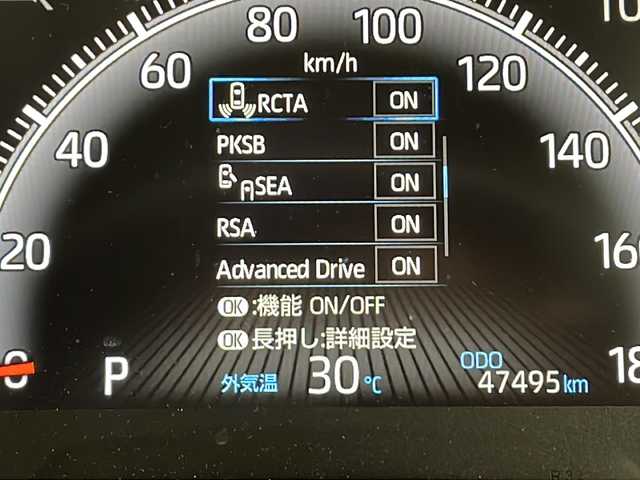 80 100
km/h
60 120
RCTA ON
PKSB ON
40 140
SEA ON
RSA ON
20
Advanced Drive ON
OK:機能 ON/OFF
OK長押し:詳細設定
0 P 外気温 30℃ ODO 47495km